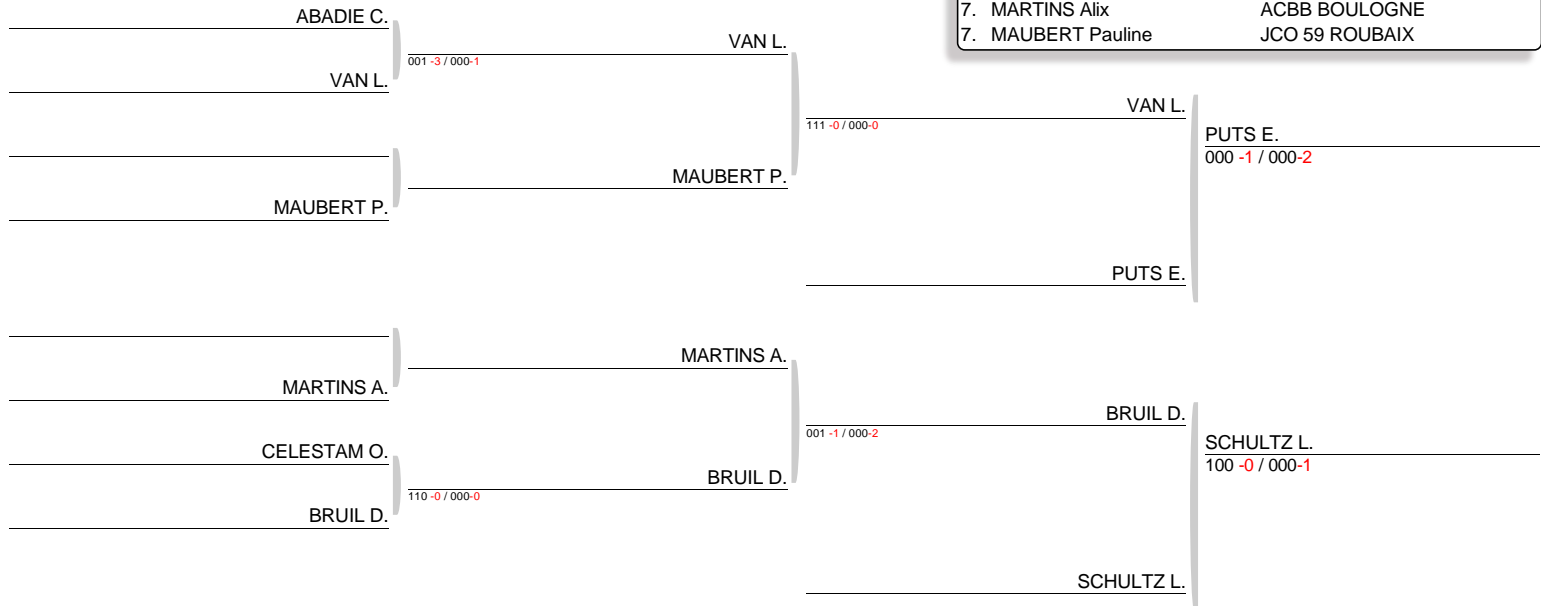 7. MARTINS Alix ACBB BOULOGNE
7. MAUBERT Pauline JCO 59 ROUBAIX
ABADIE C.
VAN L.
001 -3 / 000-1
VAN L.
MAUBERT P.
MAUBERT P.
VAN L.
111 -0 / 000-0
PUTS E.
PUTS E.
000 -1 / 000-2
MARTINS A.
MARTINS A.
CELESTAM O.
BRUIL D.
110 -0 / 000-0
BRUIL D.
BRUIL D.
001 -1 / 000-2
SCHULTZ L.
SCHULTZ L.
100 -0 / 000-1